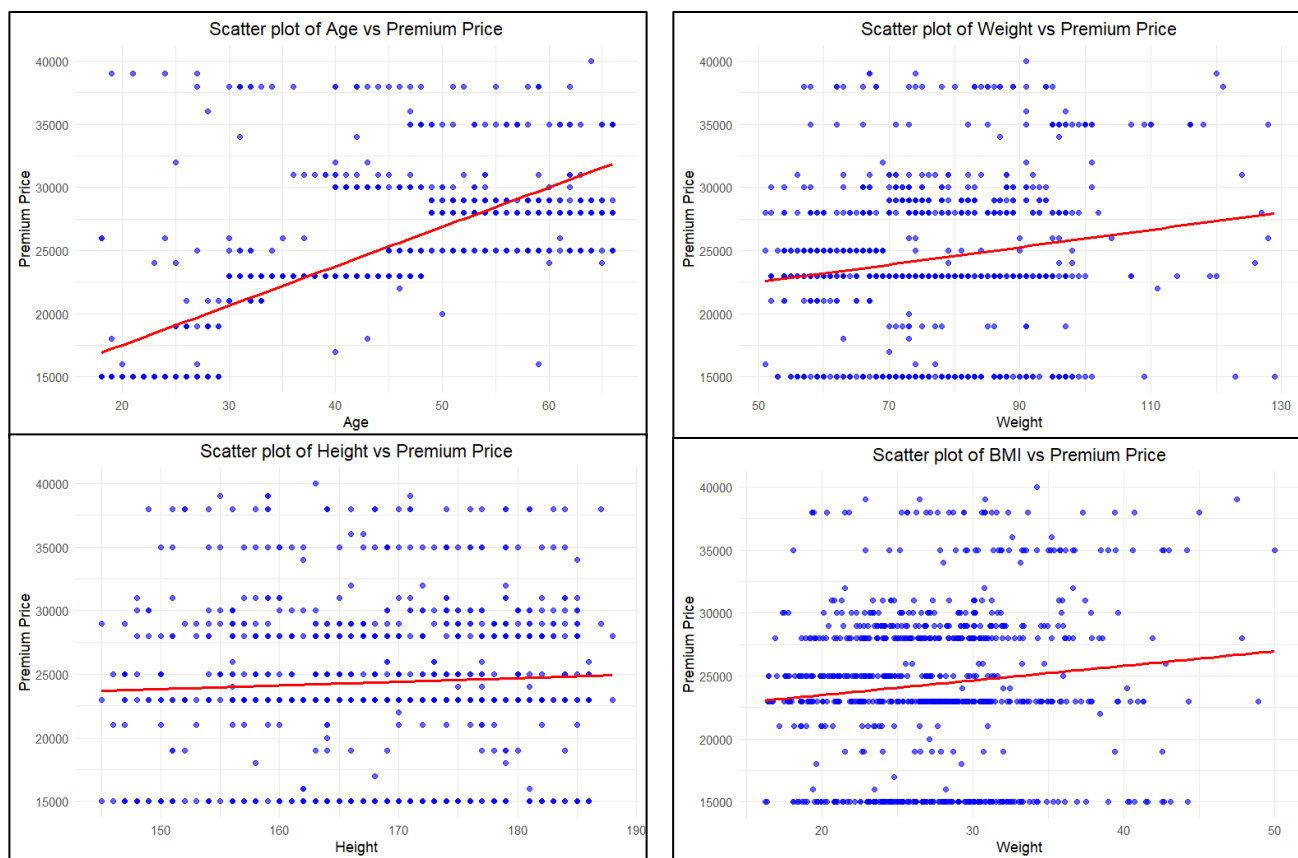 Scatter plot of Age vs Premium Price
Premium Price
40000
35000
30000
25000
20000
15000
20 30 40 50 60
Age
Scatter plot of Weight vs Premium Price
Premium Price
40000
35000
30000
25000
20000
15000
50 70 90 110 130
Weight
Scatter plot of Height vs Premium Price
Premium Price
40000
35000
30000
25000
20000
15000
150 160 170 180 190
Height
Scatter plot of BMI vs Premium Price
Premium Price
40000
35000
30000
25000
20000
15000
20 30 40 50
Weight